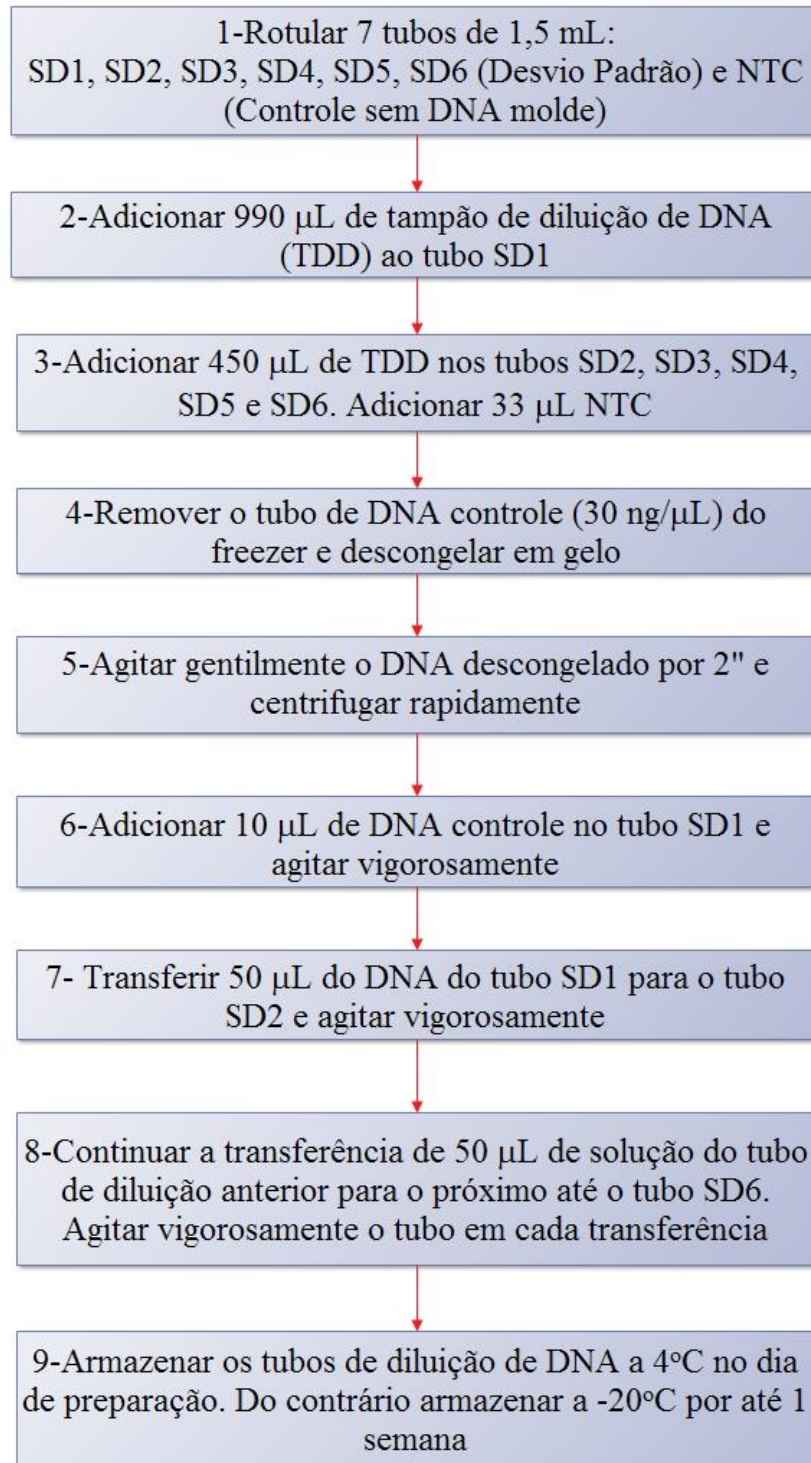 1-Rotular 7 tubos de 1,5 mL:
SD1, SD2, SD3, SD4, SD5, SD6 (Desvio Padrão) e NTC
(Controle sem DNA molde)
2-Adicionar 990 μL de tampão de diluição de DNA
(TDD) ao tubo SD1
3-Adicionar 450 μL de TDD nos tubos SD2, SD3, SD4,
SD5 e SD6. Adicionar 33 μL NTC
4-Remover o tubo de DNA controle (30 ng/μL) do
freezer e descongelar em gelo
5-Agitar gentilmente o DNA descongelado por 2" e
centrifugar rapidamente
6-Adicionar 10 μL de DNA controle no tubo SD1 e
agitar vigorosamente
7- Transferir 50 μL do DNA do tubo SD1 para o tubo
SD2 e agitar vigorosamente
8-Continuar a transferência de 50 μL de solução do tubo
de diluição anterior para o próximo até o tubo SD6.
Agitar vigorosamente o tubo em cada transferência
9-Armazenar os tubos de diluição de DNA a 4ºC no dia
de preparação. Do contrário armazenar a -20ºC por até 1
semana